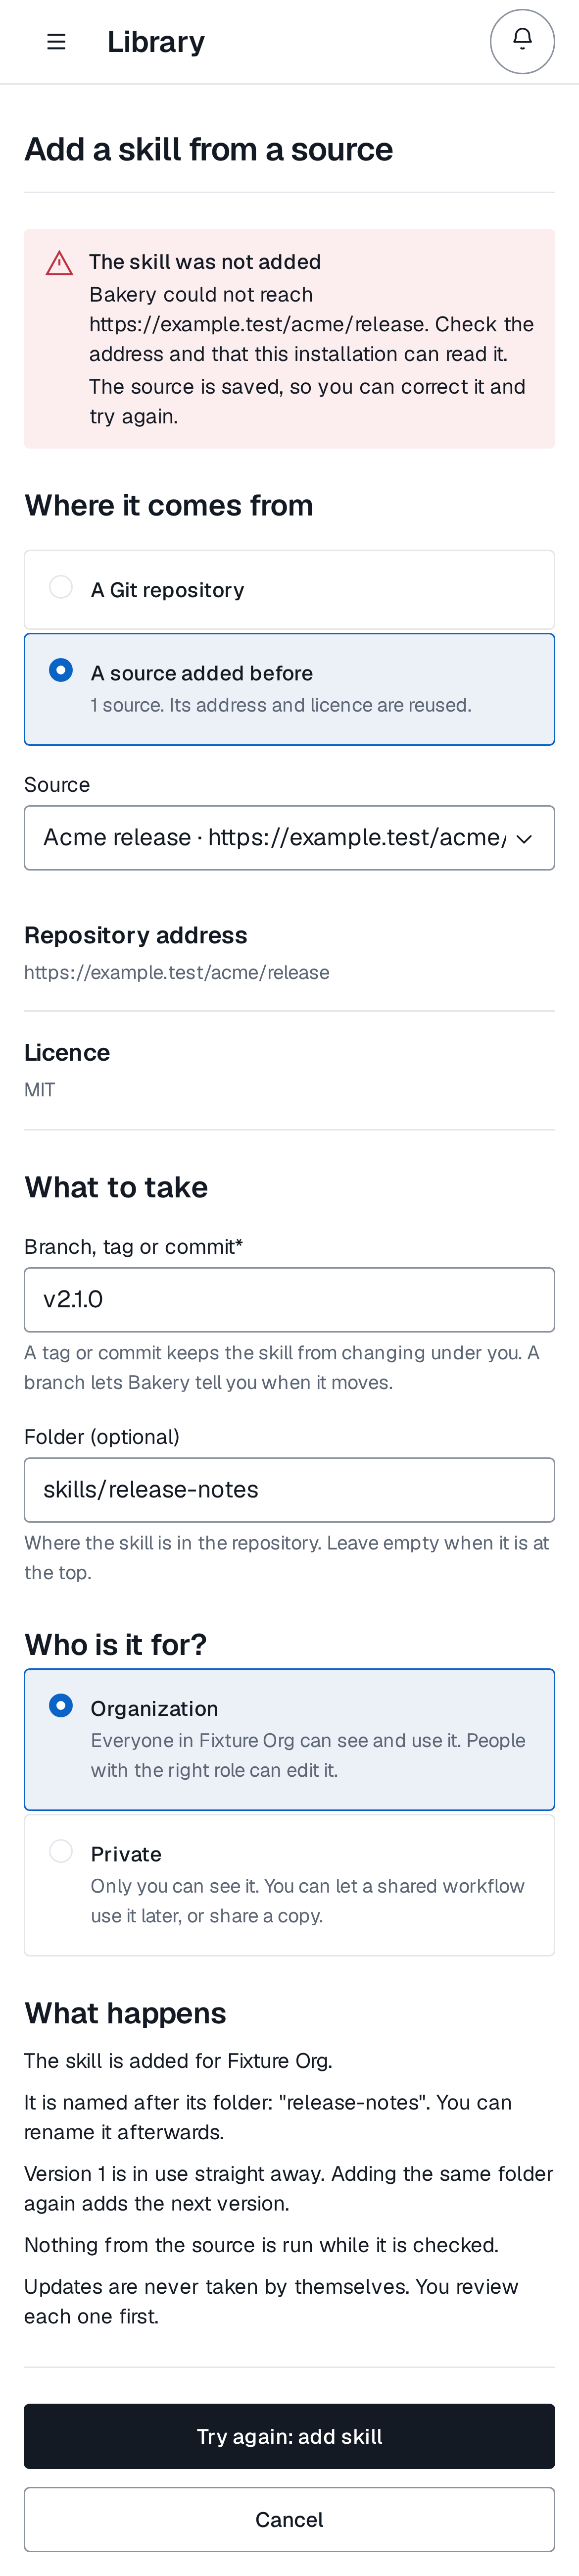 Library
Add a skill from a source
The skill was not added
Bakery could not reach
https://example.test/acme/release. Check the
address and that this installation can read it.
The source is saved, so you can correct it and
try again.
Where it comes from
A Git repository
A source added before
1 source. Its address and licence are reused.
Source
Acme release · https://example.test/acme/
Repository address
https://example.test/acme/release
Licence
MIT
What to take
Branch, tag or commit*
v2.1.0
A tag or commit keeps the skill from changing under you. A
branch lets Bakery tell you when it moves.
Folder (optional)
skills/release-notes
Where the skill is in the repository. Leave empty when it is at
the top.
Who is it for?
Organization
Everyone in Fixture Org can see and use it. People
with the right role can edit it.
Private
Only you can see it. You can let a shared workflow
use it later, or share a copy.
What happens
The skill is added for Fixture Org.
It is named after its folder: "release-notes". You can
rename it afterwards.
Version 1 is in use straight away. Adding the same folder
again adds the next version.
Nothing from the source is run while it is checked.
Updates are never taken by themselves. You review
each one first.
Try again: add skill
Cancel